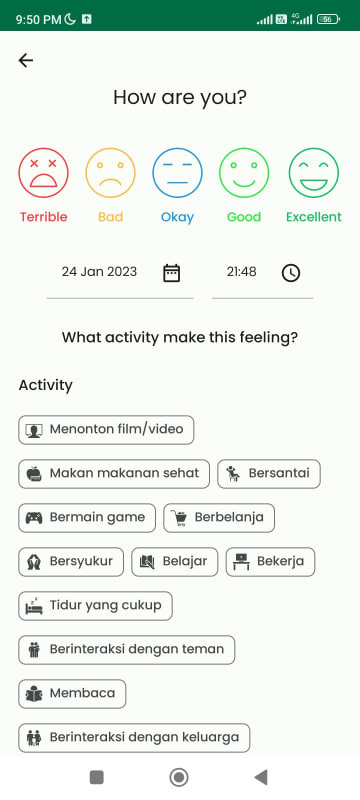 9:50 PM 4G 56
How are you?
Terrible Bad Okay Good Excellent
24 Jan 2023 21:48
What activity make this feeling?
Activity
Menonton film/video
Makan makanan sehat Bersantai
Bermain game Berbelanja
Bersyukur Belajar Bekerja
Tidur yang cukup
Berinteraksi dengan teman
Membaca
Berinteraksi dengan keluarga